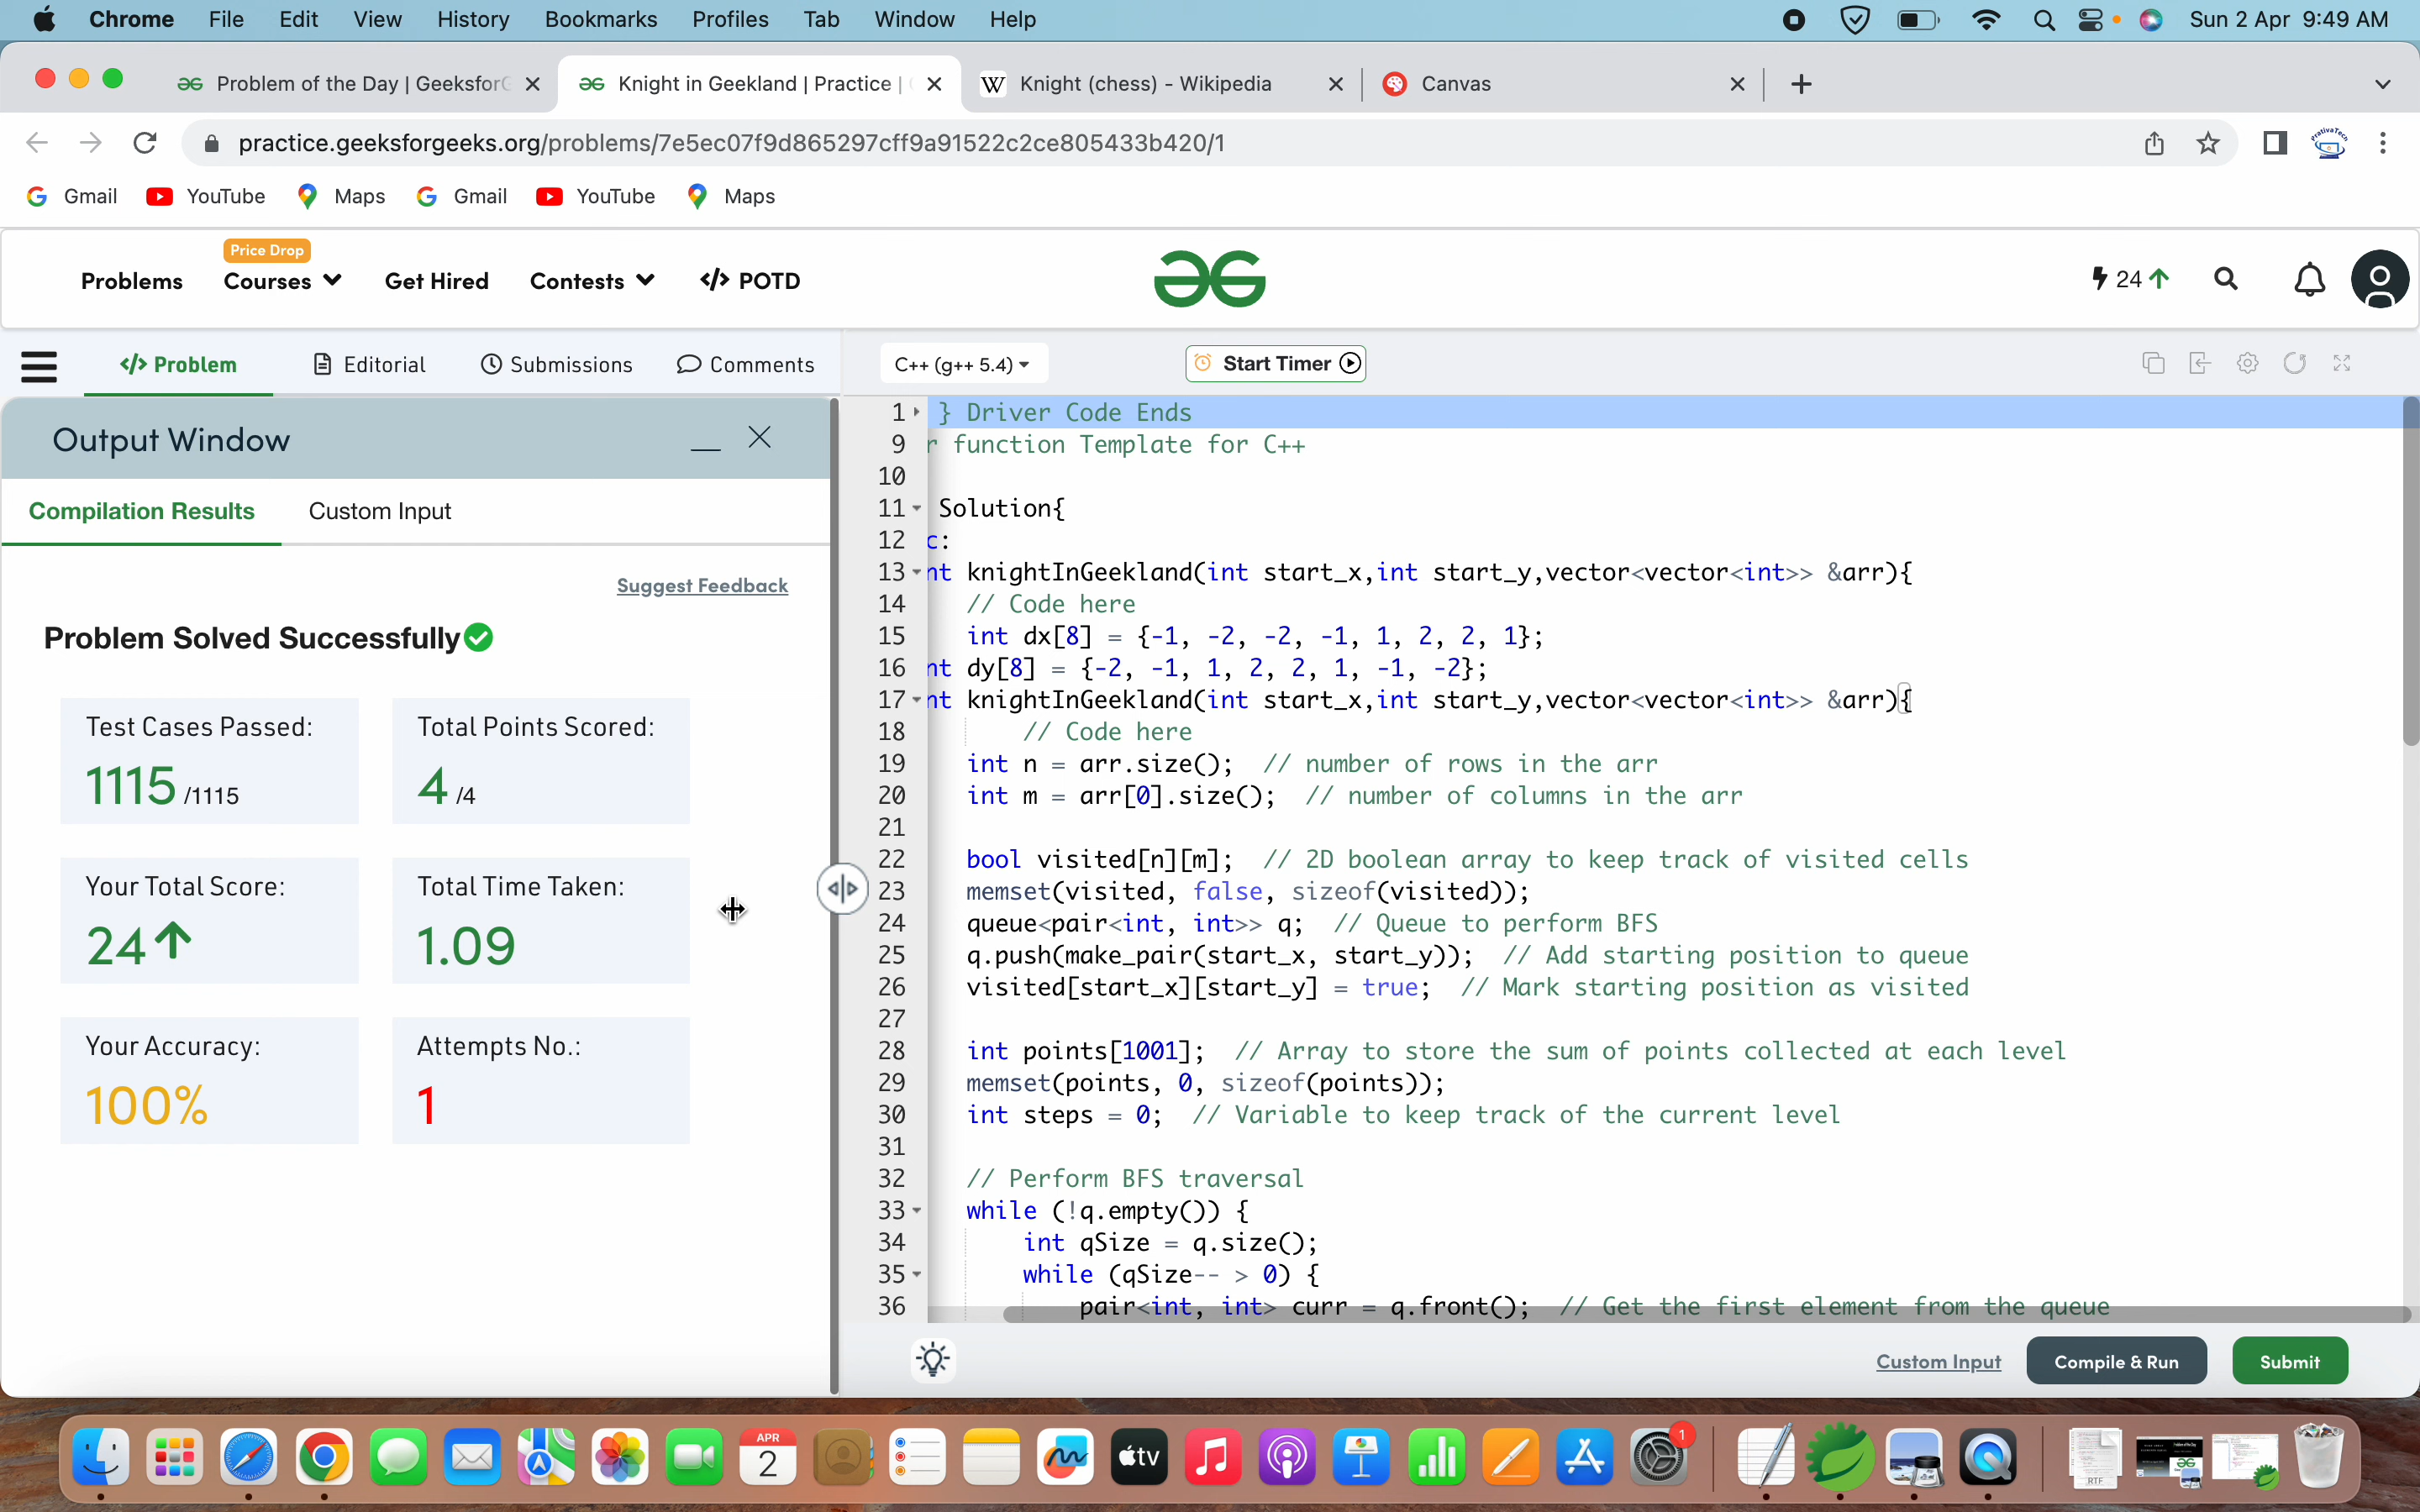 Chrome File Edit View History Bookmarks Profiles Tab Window Help Sun 2 Apr 9:49 AM
Problem of the Day | GeeksforG Knight in Geekland | Practice | Knight (chess) - Wikipedia Canvas
practice.geeksforgeeks.org/problems/7e5ec07f9d865297cff9a91522c2ce805433b420/1
Gmail YouTube Maps Gmail YouTube Maps
Price Drop
Problems Courses Get Hired Contests </> POTD 24
</> Problem Editorial Submissions Comments
C++ (g++ 5.4) Start Timer
Output Window
Compilation Results Custom Input
Suggest Feedback
Problem Solved Successfully
Test Cases Passed:
1115 /1115
Total Points Scored:
4 /4
Your Total Score:
24
Total Time Taken:
1.09
Your Accuracy:
100%
Attempts No.:
1
1 } Driver Code Ends
9 r function Template for C++
10
11 Solution{
12 c:
13 nt knightInGeekland(int start_x,int start_y,vector<vector<int>> &arr){
14 // Code here
15 int dx[8] = {-1, -2, -2, -1, 1, 2, 2, 1};
16 nt dy[8] = {-2, -1, 1, 2, 2, 1, -1, -2};
17 nt knightInGeekland(int start_x,int start_y,vector<vector<int>> &arr){
18 // Code here
19 int n = arr.size(); // number of rows in the arr
20 int m = arr[0].size(); // number of columns in the arr
21
22 bool visited[n][m]; // 2D boolean array to keep track of visited cells
23 memset(visited, false, sizeof(visited));
24 queue<pair<int, int>> q; // Queue to perform BFS
25 q.push(make_pair(start_x, start_y)); // Add starting position to queue
26 visited[start_x][start_y] = true; // Mark starting position as visited
27
28 int points[1001]; // Array to store the sum of points collected at each level
29 memset(points, 0, sizeof(points));
30 int steps = 0; // Variable to keep track of the current level
31
32 // Perform BFS traversal
33 while (!q.empty()) {
34 int qSize = q.size();
35 while (qSize-- > 0) {
36 pair<int, int> curr = q.front(); // Get the first element from the queue
Custom Input Compile & Run Submit
APR
2
tv
1
RTF